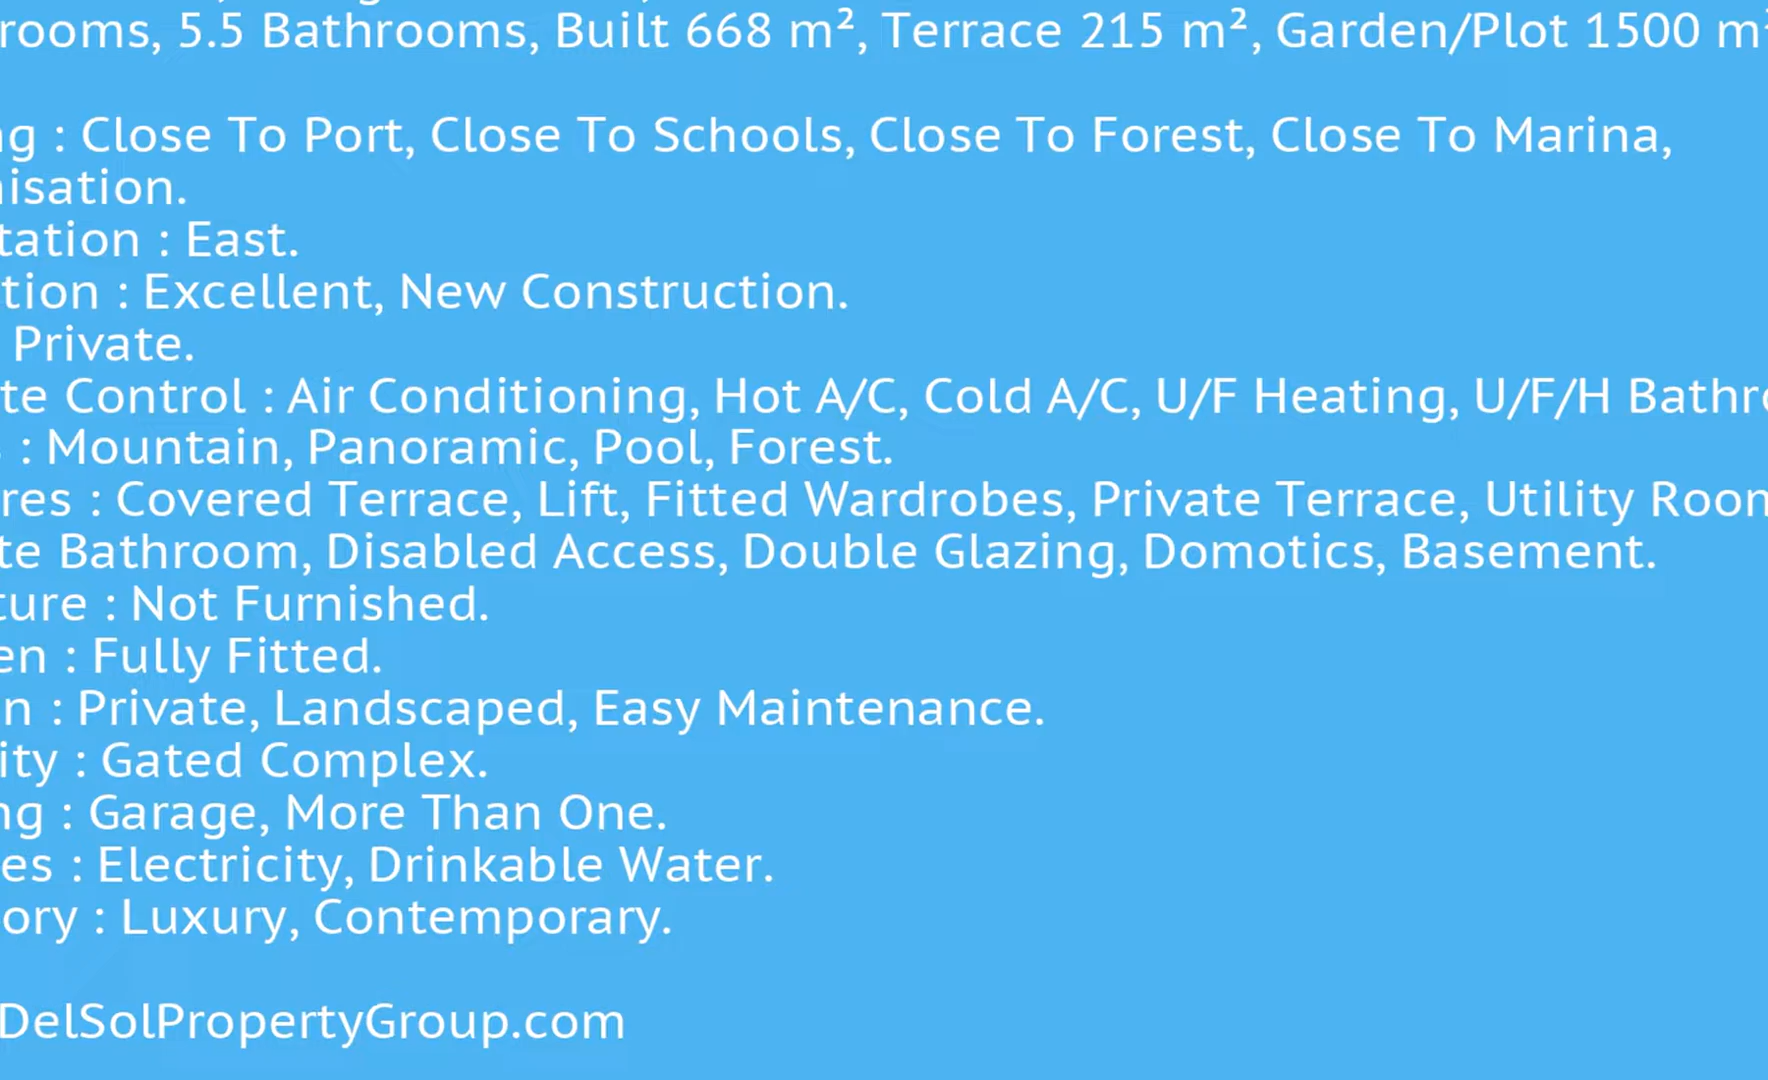 rooms, 5.5 Bathrooms, Built 668 m², Terrace 215 m², Garden/Plot 1500 m²
ng : Close To Port, Close To Schools, Close To Forest, Close To Marina,
nisation.
tation : East.
tion : Excellent, New Construction.
Private.
te Control : Air Conditioning, Hot A/C, Cold A/C, U/F Heating, U/F/H Bathro
s : Mountain, Panoramic, Pool, Forest.
res : Covered Terrace, Lift, Fitted Wardrobes, Private Terrace, Utility Room
te Bathroom, Disabled Access, Double Glazing, Domotics, Basement.
ture : Not Furnished.
en : Fully Fitted.
n : Private, Landscaped, Easy Maintenance.
ity : Gated Complex.
ng : Garage, More Than One.
es : Electricity, Drinkable Water.
ory : Luxury, Contemporary.
DelSolPropertyGroup.com